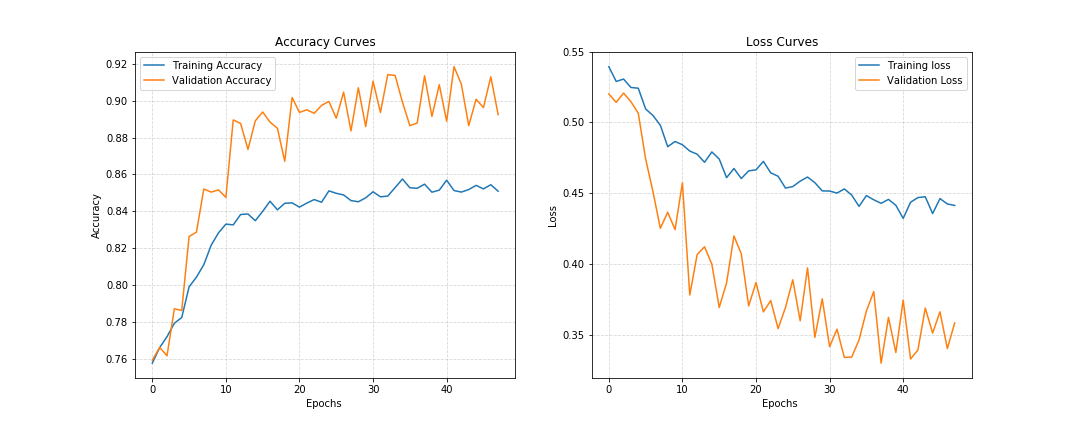 Accuracy Curves
Training Accuracy
Validation Accuracy
0.92
0.90
0.88
0.86
0.84
0.82
0.80
0.78
0.76
Accuracy
0 10 20 30 40
Epochs
Loss Curves
Training loss
Validation Loss
0.55
0.50
0.45
0.40
0.35
Loss
0 10 20 30 40
Epochs